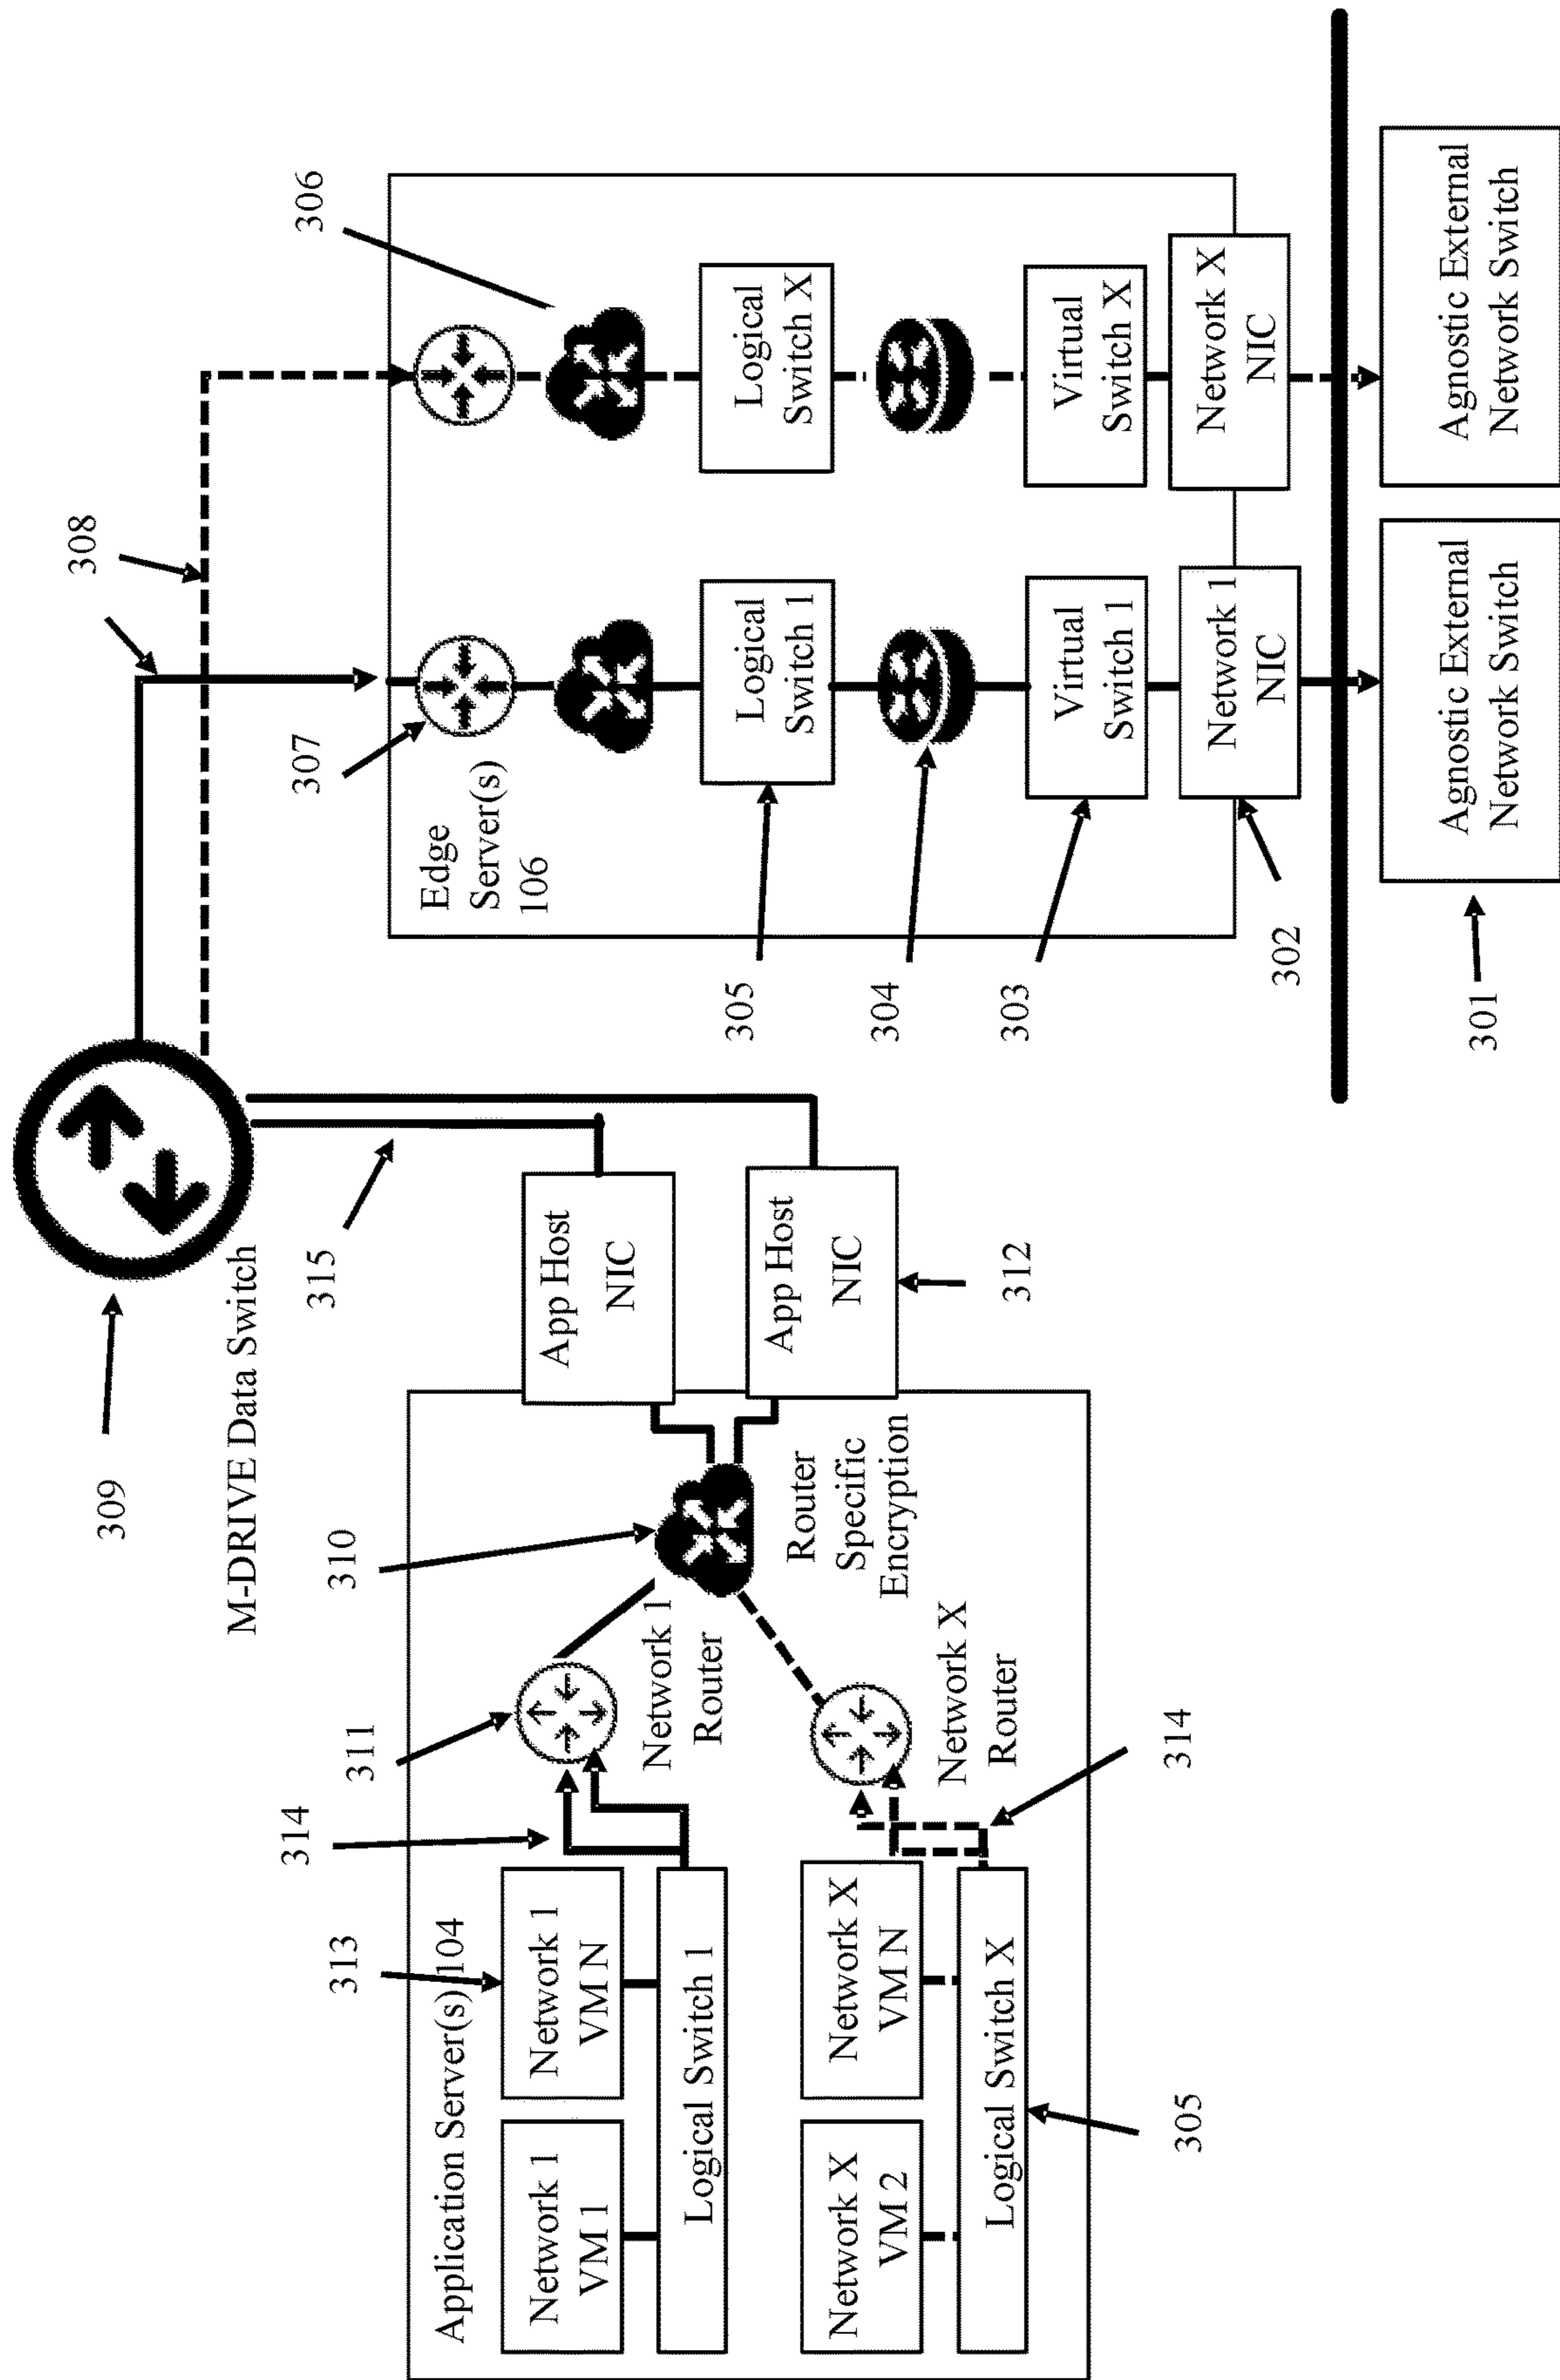 309
M-DRIVE Data Switch
308
315
306
307
Edge
Server(s)
106
Logical
Switch 1
Logical
Switch X
305
304
303
302
301
Virtual
Switch 1
Virtual
Switch X
Network 1
NIC
Network X
NIC
Agnostic External
Network Switch
Agnostic External
Network Switch
App Host
NIC
App Host
NIC
312
310
Router
Specific
Encryption
311
Network 1
Router
Network X
Router
314
314
313
Application Server(s) 104
Network 1
VM 1
Network 1
VM N
Logical Switch 1
Network X
VM 2
Network X
VM N
Logical Switch X
305